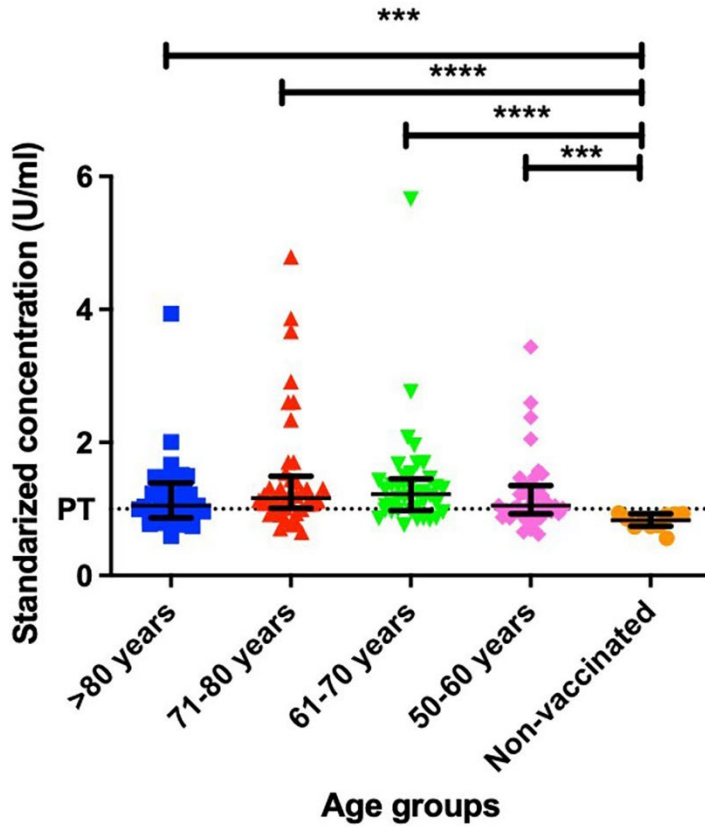 ***
****
****
***
Standarized concentration (U/ml)
6
4
2
PT
0
>80 years
71-80 years
61-70 years
50-60 years
Non-vaccinated
Age groups